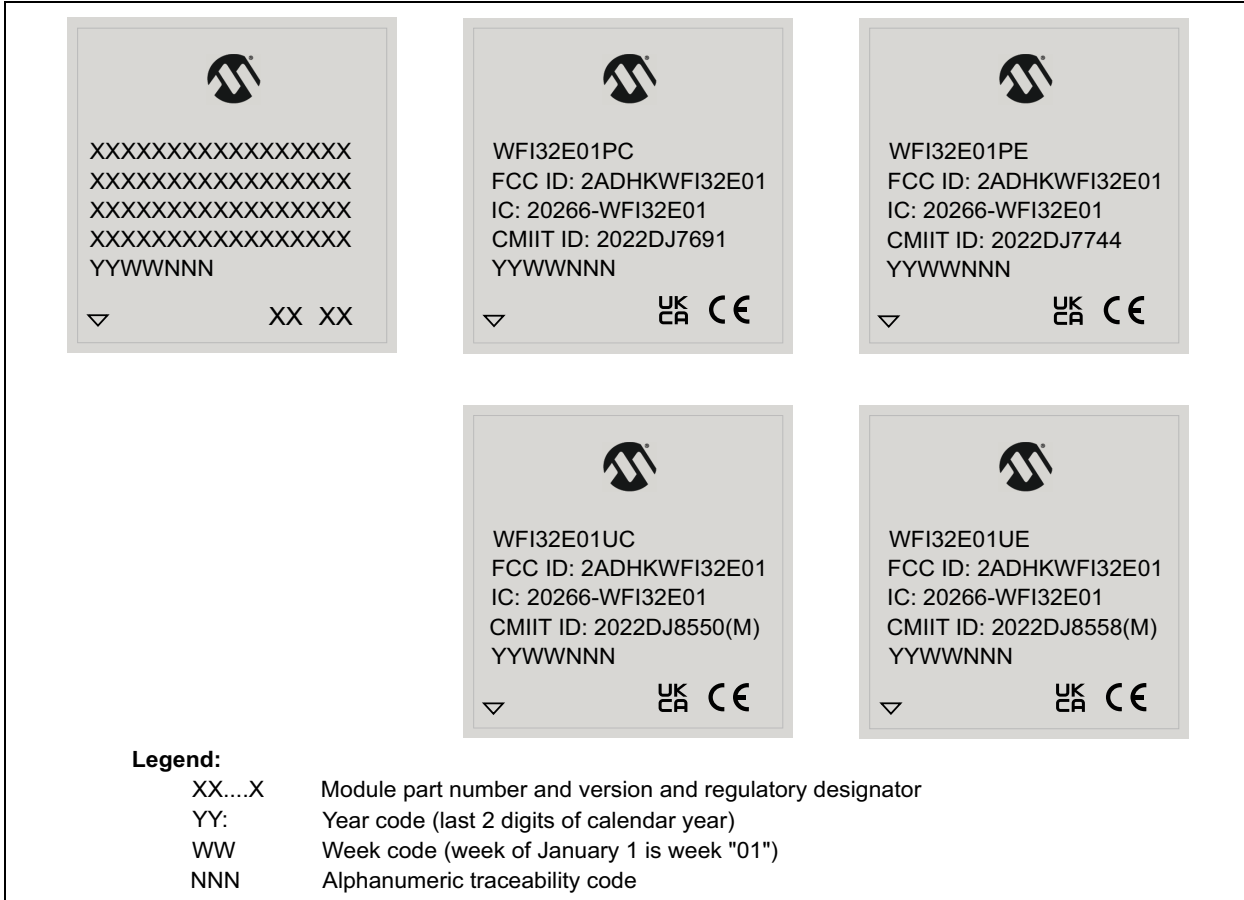 XXXXXXXXXXXXXXXXX
XXXXXXXXXXXXXXXXX
XXXXXXXXXXXXXXXXX
XXXXXXXXXXXXXXXXX
YYWWNNN
XX XX
WFI32E01PC
FCC ID: 2ADHKWFI32E01
IC: 20266-WFI32E01
CMIIT ID: 2022DJ7691
YYWWNNN
UK CA CE
WFI32E01PE
FCC ID: 2ADHKWFI32E01
IC: 20266-WFI32E01
CMIIT ID: 2022DJ7744
YYWWNNN
UK CA CE
WFI32E01UC
FCC ID: 2ADHKWFI32E01
IC: 20266-WFI32E01
CMIIT ID: 2022DJ8550(M)
YYWWNNN
UK CA CE
WFI32E01UE
FCC ID: 2ADHKWFI32E01
IC: 20266-WFI32E01
CMIIT ID: 2022DJ8558(M)
YYWWNNN
UK CA CE
Legend:
XX....X Module part number and version and regulatory designator
YY: Year code (last 2 digits of calendar year)
WW Week code (week of January 1 is week "01")
NNN Alphanumeric traceability code